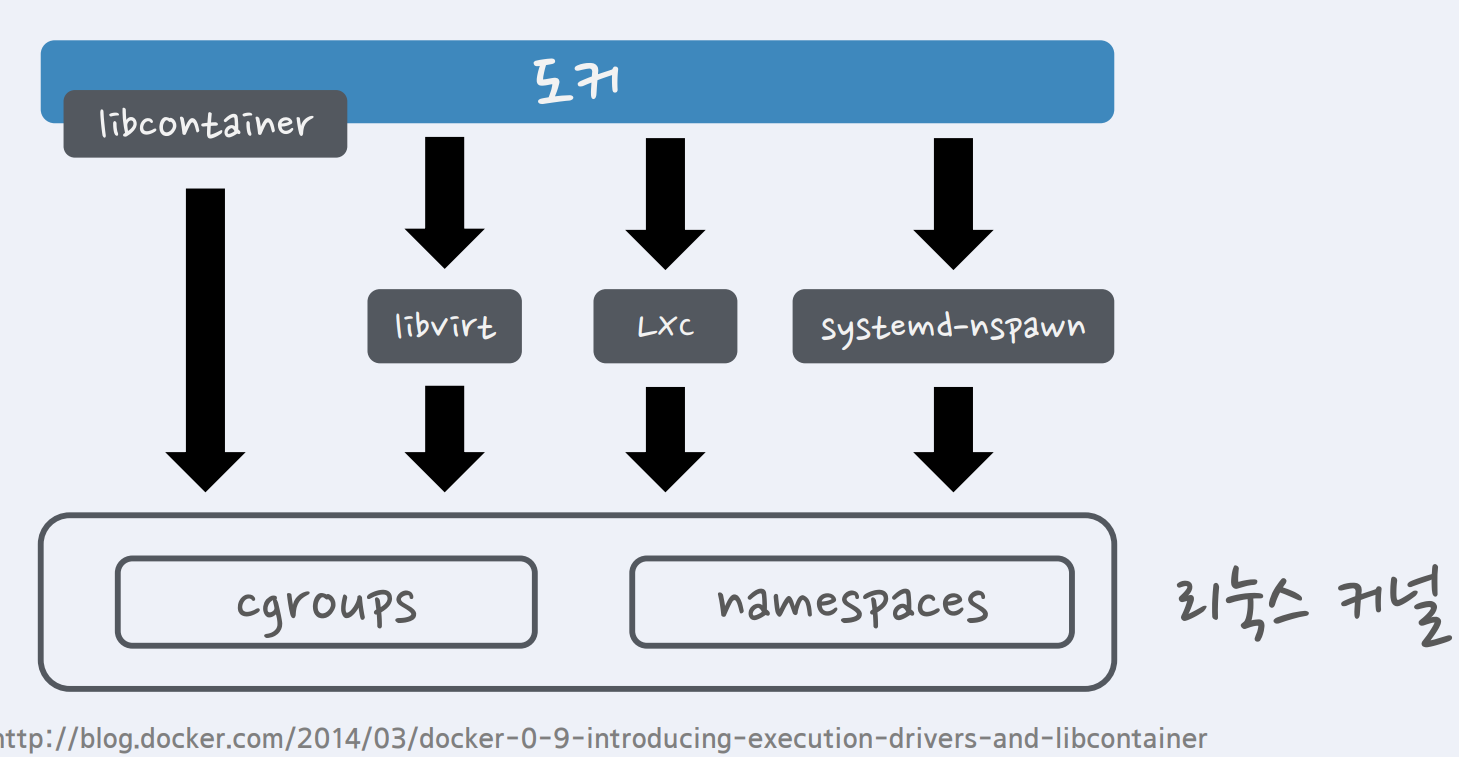 도커
libcontainer
libvirt
LXC
systemd-nspawn
cgroups
namespaces
리눅스 커널
http://blog.docker.com/2014/03/docker-0-9-introducing-execution-drivers-and-libcontainer